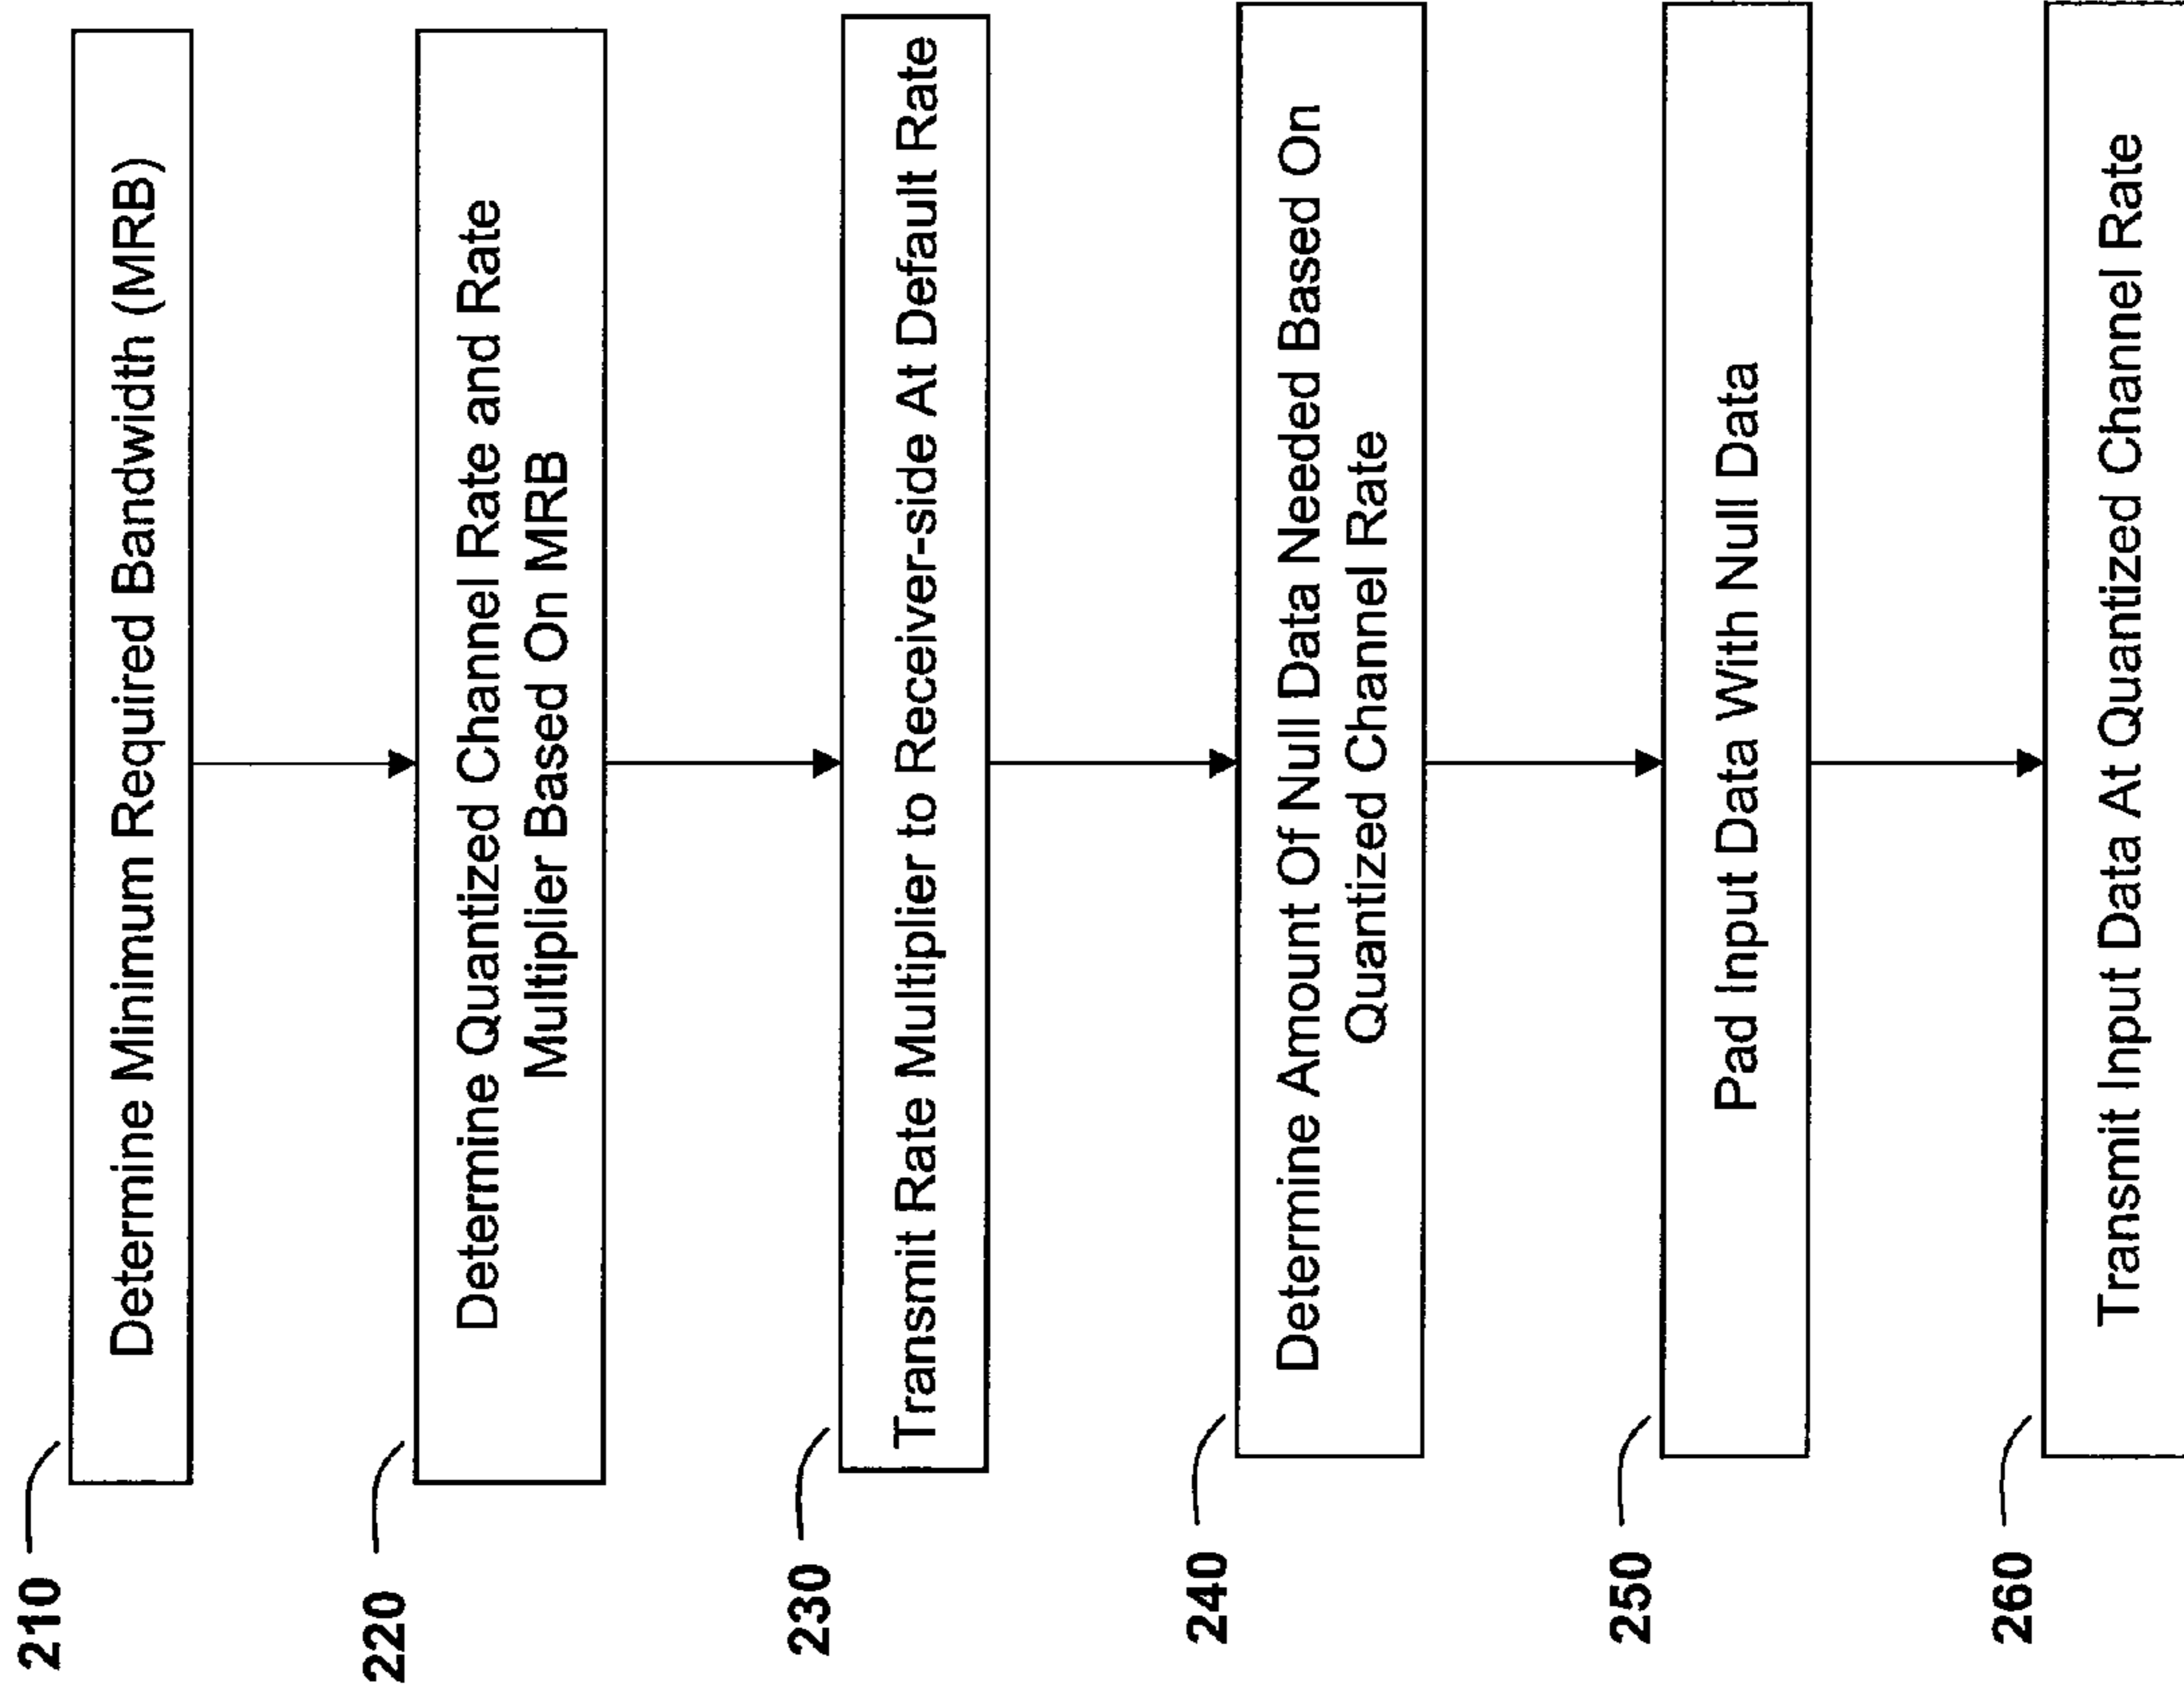 210
Determine Minimum Required Bandwidth (MRB)
220
Determine Quantized Channel Rate and Rate
Multiplier Based On MRB
230
Transmit Rate Multiplier to Receiver-side At Default Rate
240
Determine Amount Of Null Data Needed Based On
Quantized Channel Rate
250
Pad Input Data With Null Data
260
Transmit Input Data At Quantized Channel Rate